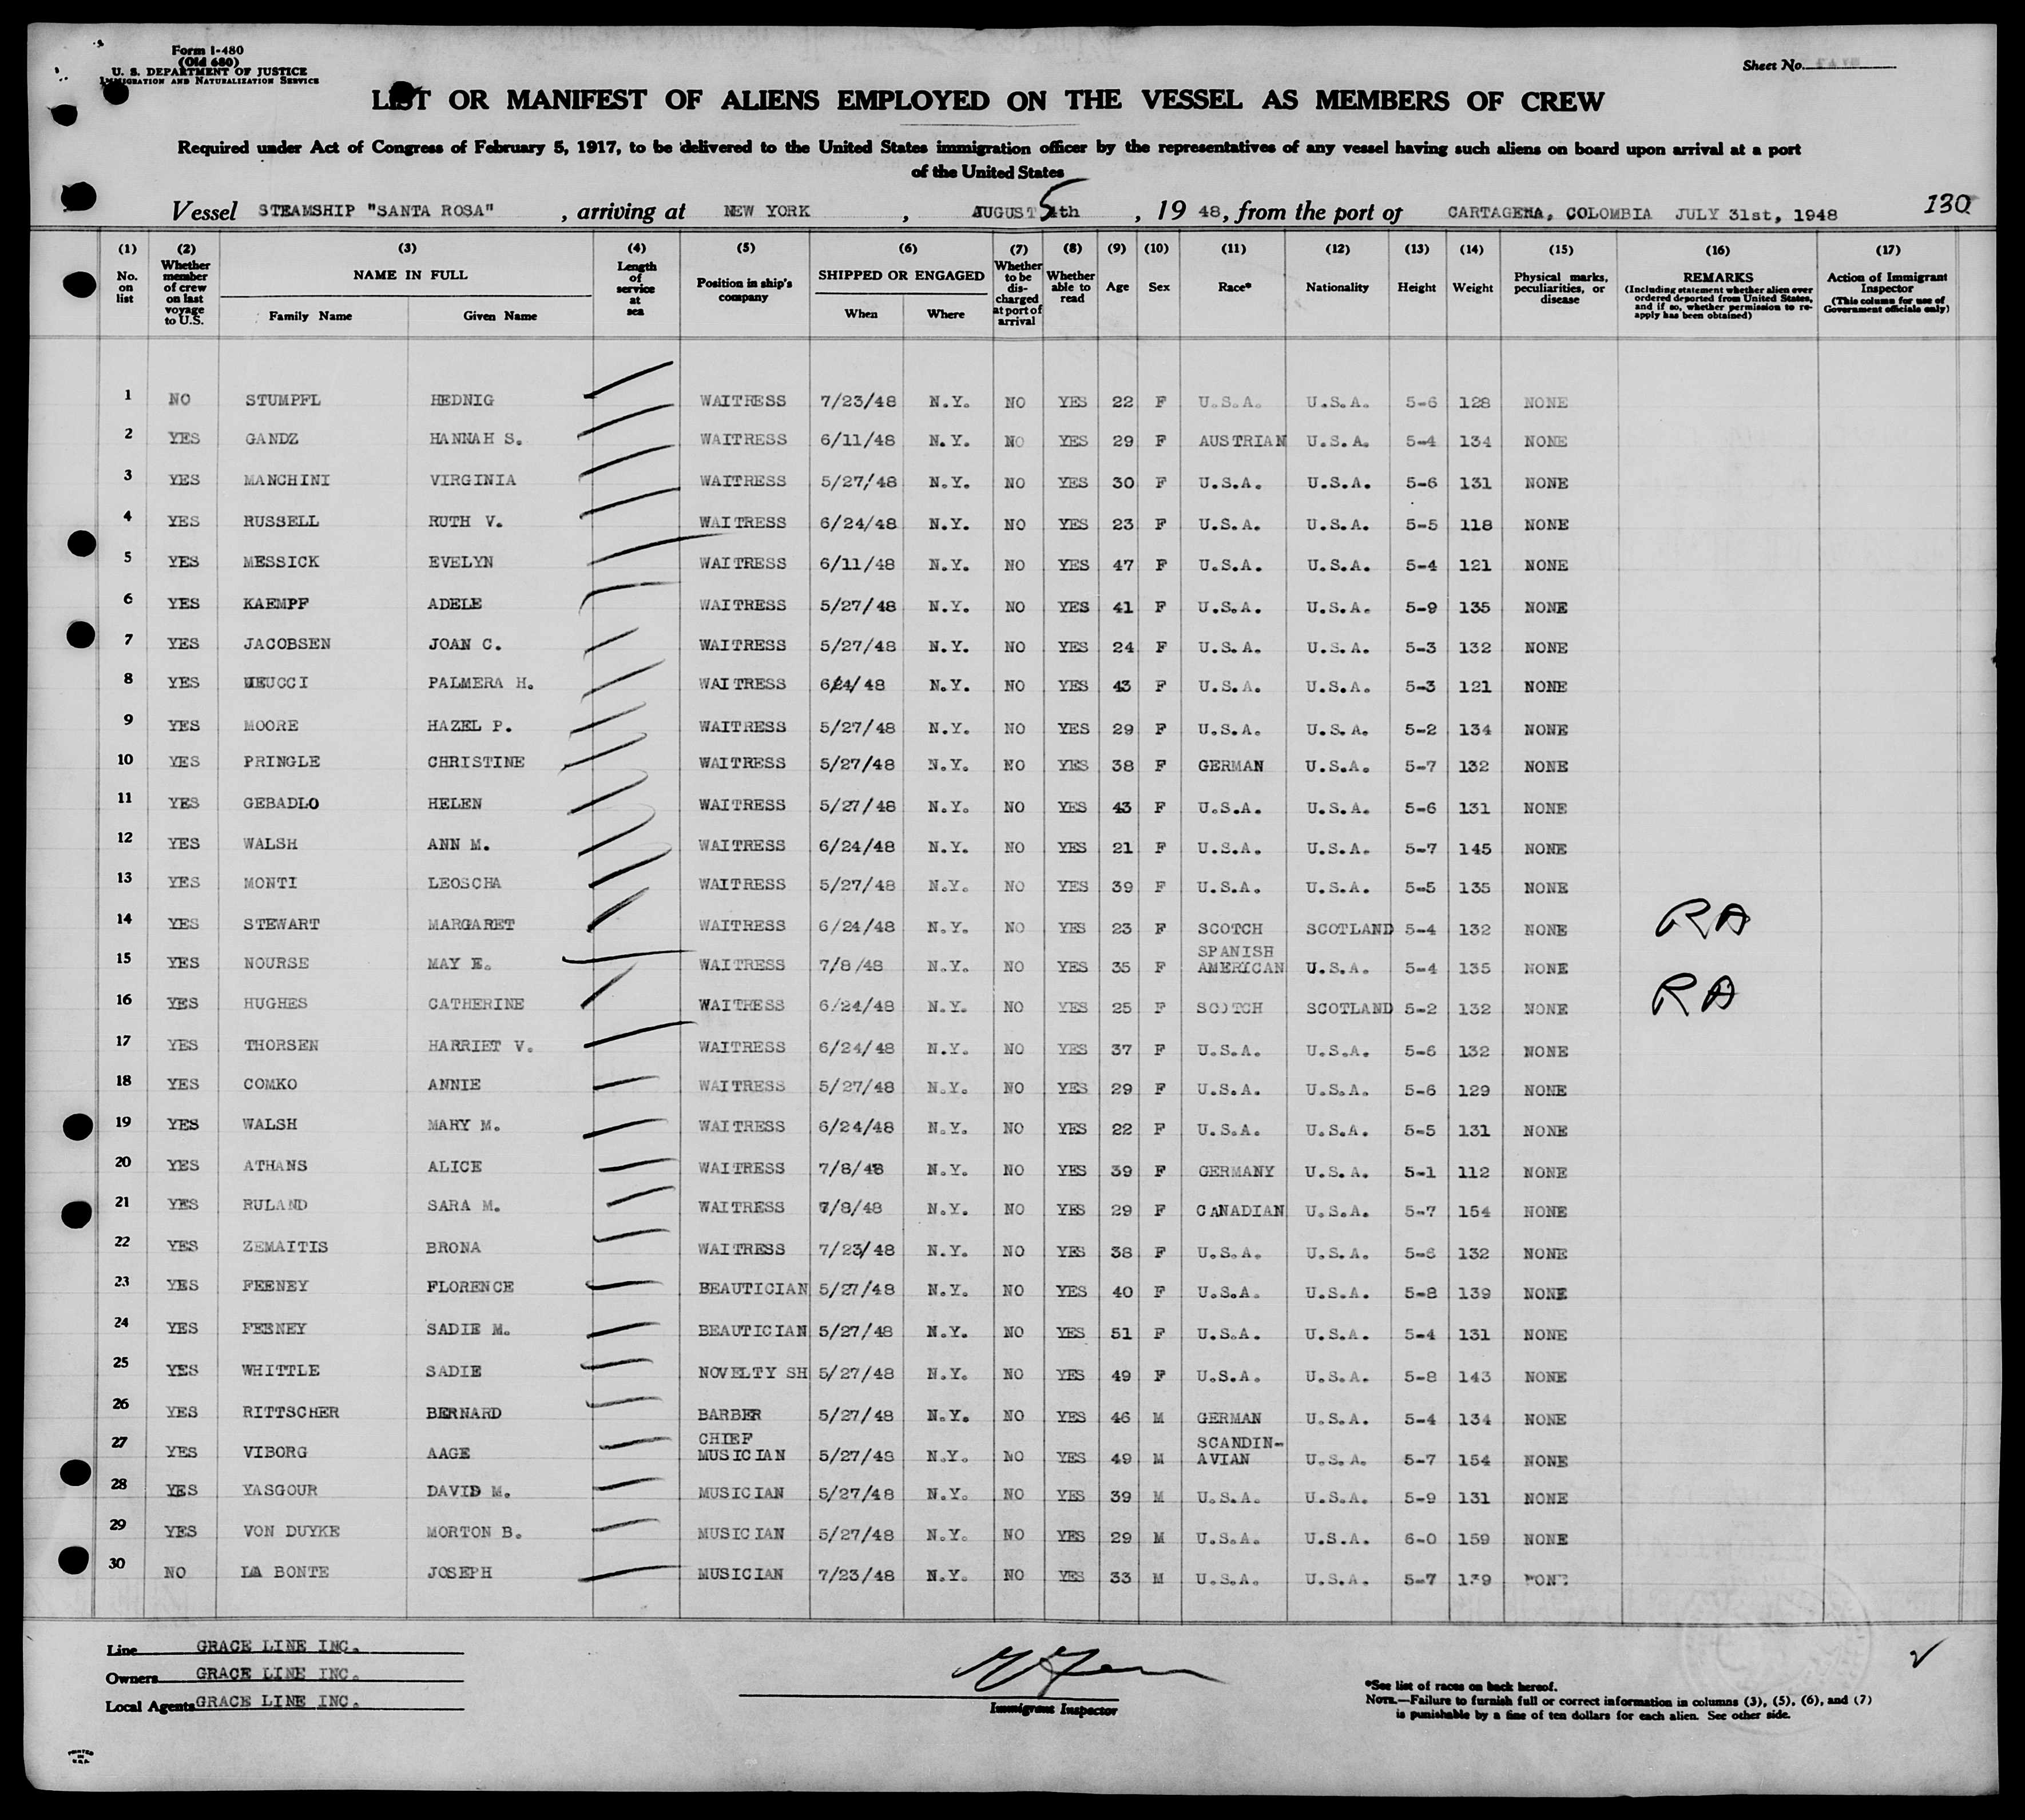 Form I-480
(Old 680)
U. S. DEPARTMENT OF JUSTICE
IMMIGRATION AND NATURALIZATION SERVICE
Sheet No.
LIST OR MANIFEST OF ALIENS EMPLOYED ON THE VESSEL AS MEMBERS OF CREW
Required under Act of Congress of February 5, 1917, to be delivered to the United States immigration officer by the representatives of any vessel having such aliens on board upon arrival at a port
of the United States
Vessel STEAMSHIP "SANTA ROSA", arriving at NEW YORK, AUGUST 5th, 1948, from the port of CARTAGENA, COLOMBIA JULY 31st, 1948 130
(1) (2) (3) (4) (5) (6) (7) (8) (9) (10) (11) (12) (13) (14) (15) (16) (17)
No. on list
Whether member of crew on last voyage to U.S.
NAME IN FULL
Family Name Given Name
Length of service at sea
Position in ship's company
SHIPPED OR ENGAGED
When Where
Whether to be discharged at port of arrival
Whether able to read
Age
Sex
Race*
Nationality
Height
Weight
Physical marks, peculiarities, or disease
REMARKS
(Including statement whether alien ever ordered deported from United States, and if so, whether permission to re-apply has been obtained)
Action of Immigrant Inspector
(This column for use of Government officials only)
1 NO STUMPFL HEDNIG WAITRESS 7/23/48 N.Y. NO YES 22 F U.S.A. U.S.A. 5-6 128 NONE
2 YES GANDZ HANNAH S. WAITRESS 6/11/48 N.Y. NO YES 29 F AUSTRIAN U.S.A. 5-4 134 NONE
3 YES MANCHINI VIRGINIA WAITRESS 5/27/48 N.Y. NO YES 30 F U.S.A. U.S.A. 5-6 131 NONE
4 YES RUSSELL RUTH V. WAITRESS 6/24/48 N.Y. NO YES 23 F U.S.A. U.S.A. 5-5 118 NONE
5 YES MESSICK EVELYN WAITRESS 6/11/48 N.Y. NO YES 47 F U.S.A. U.S.A. 5-4 121 NONE
6 YES KAEMPF ADELE WAITRESS 5/27/48 N.Y. NO YES 41 F U.S.A. U.S.A. 5-9 135 NONE
7 YES JACOBSEN JOAN C. WAITRESS 5/27/48 N.Y. NO YES 24 F U.S.A. U.S.A. 5-3 132 NONE
8 YES MEUCCI PALMERA H. WAITRESS 6/24/48 N.Y. NO YES 43 F U.S.A. U.S.A. 5-3 121 NONE
9 YES MOORE HAZEL P. WAITRESS 5/27/48 N.Y. NO YES 29 F U.S.A. U.S.A. 5-2 134 NONE
10 YES PRINGLE CHRISTINE WAITRESS 5/27/48 N.Y. NO YES 38 F GERMAN U.S.A. 5-7 132 NONE
11 YES GEBADLO HELEN WAITRESS 5/27/48 N.Y. NO YES 43 F U.S.A. U.S.A. 5-6 131 NONE
12 YES WALSH ANN M. WAITRESS 6/24/48 N.Y. NO YES 21 F U.S.A. U.S.A. 5-7 145 NONE
13 YES MONTI LEOSCHA WAITRESS 5/27/48 N.Y. NO YES 39 F U.S.A. U.S.A. 5-5 135 NONE
14 YES STEWART MARGARET WAITRESS 6/24/48 N.Y. NO YES 23 F SCOTCH SCOTLAND 5-4 132 NONE RA
15 YES NOURSE MAY E. WAITRESS 7/8/48 N.Y. NO YES 35 F SPANISH AMERICAN U.S.A. 5-4 135 NONE
16 YES HUGHES CATHERINE WAITRESS 6/24/48 N.Y. NO YES 25 F SCOTCH SCOTLAND 5-2 132 NONE RA
17 YES THORSEN HARRIET V. WAITRESS 6/24/48 N.Y. NO YES 37 F U.S.A. U.S.A. 5-6 132 NONE
18 YES COMKO ANNIE WAITRESS 5/27/48 N.Y. NO YES 29 F U.S.A. U.S.A. 5-6 129 NONE
19 YES WALSH MARY M. WAITRESS 6/24/48 N.Y. NO YES 22 F U.S.A. U.S.A. 5-5 131 NONE
20 YES ATHANS ALICE WAITRESS 7/8/48 N.Y. NO YES 39 F GERMANY U.S.A. 5-1 112 NONE
21 YES RULAND SARA M. WAITRESS 7/8/48 N.Y. NO YES 29 F CANADIAN U.S.A. 5-7 154 NONE
22 YES ZEMAITIS BRONA WAITRESS 7/23/48 N.Y. NO YES 38 F U.S.A. U.S.A. 5-6 132 NONE
23 YES FEENEY FLORENCE BEAUTICIAN 5/27/48 N.Y. NO YES 40 F U.S.A. U.S.A. 5-8 139 NONE
24 YES FEENEY SADIE M. BEAUTICIAN 5/27/48 N.Y. NO YES 51 F U.S.A. U.S.A. 5-4 131 NONE
25 YES WHITTLE SADIE NOVELTY SH 5/27/48 N.Y. NO YES 49 F U.S.A. U.S.A. 5-8 143 NONE
26 YES RITTSCHER BERNARD BARBER 5/27/48 N.Y. NO YES 46 M GERMAN U.S.A. 5-4 134 NONE
27 YES VIBORG AAGE CHIEF MUSICIAN 5/27/48 N.Y. NO YES 49 M SCANDIN-AVIAN U.S.A. 5-7 154 NONE
28 YES YASGOUR DAVID M. MUSICIAN 5/27/48 N.Y. NO YES 39 M U.S.A. U.S.A. 5-9 131 NONE
29 YES VON DUYKE MORTON B. MUSICIAN 5/27/48 N.Y. NO YES 29 M U.S.A. U.S.A. 6-0 159 NONE
30 NO LA BONTE JOSEPH MUSICIAN 7/23/48 N.Y. NO YES 33 M U.S.A. U.S.A. 5-7 139 NONE
Line GRACE LINE INC.
Owners GRACE LINE INC.
Local Agents GRACE LINE INC.
Immigrant Inspector
*See list of races on back hereof.
NOTE.—Failure to furnish full or correct information in columns (3), (5), (6), and (7)
is punishable by a fine of ten dollars for each alien. See other side.
PRINTED
IN
U.S.A.